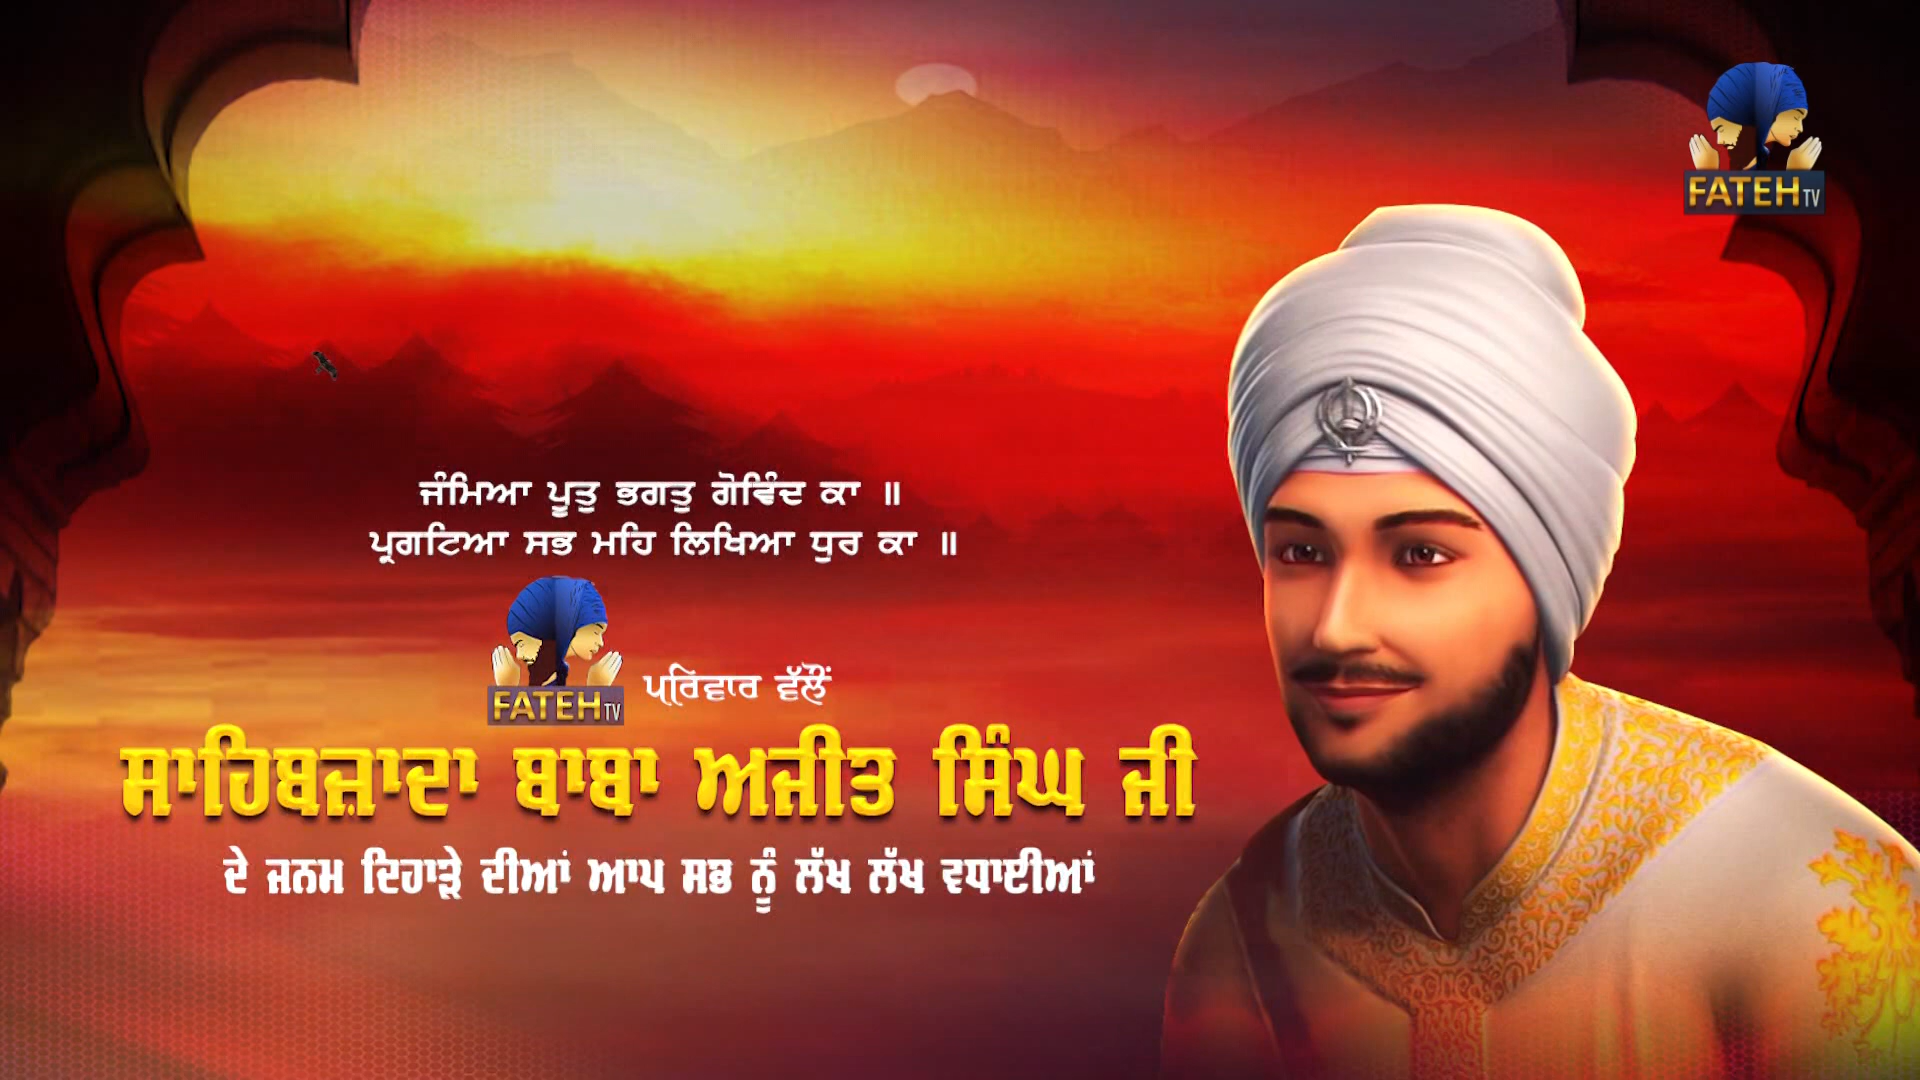 FATEH TV
ਜੰਮਿਆ ਪੂਤੁ ਭਗਤੁ ਗੋਵਿੰਦ ਕਾ ॥
ਪ੍ਰਗਟਿਆ ਸਭ ਮਹਿ ਲਿਖਿਆ ਧੁਰ ਕਾ ॥
FATEH TV ਪਰਿਵਾਰ ਵੱਲੋਂ
ਸਾਹਿਬਜ਼ਾਦਾ ਬਾਬਾ ਅਜੀਤ ਸਿੰਘ ਜੀ
ਦੇ ਜਨਮ ਦਿਹਾੜੇ ਦੀਆਂ ਆਪ ਸਭ ਨੂੰ ਲੱਖ ਲੱਖ ਵਧਾਈਆਂ